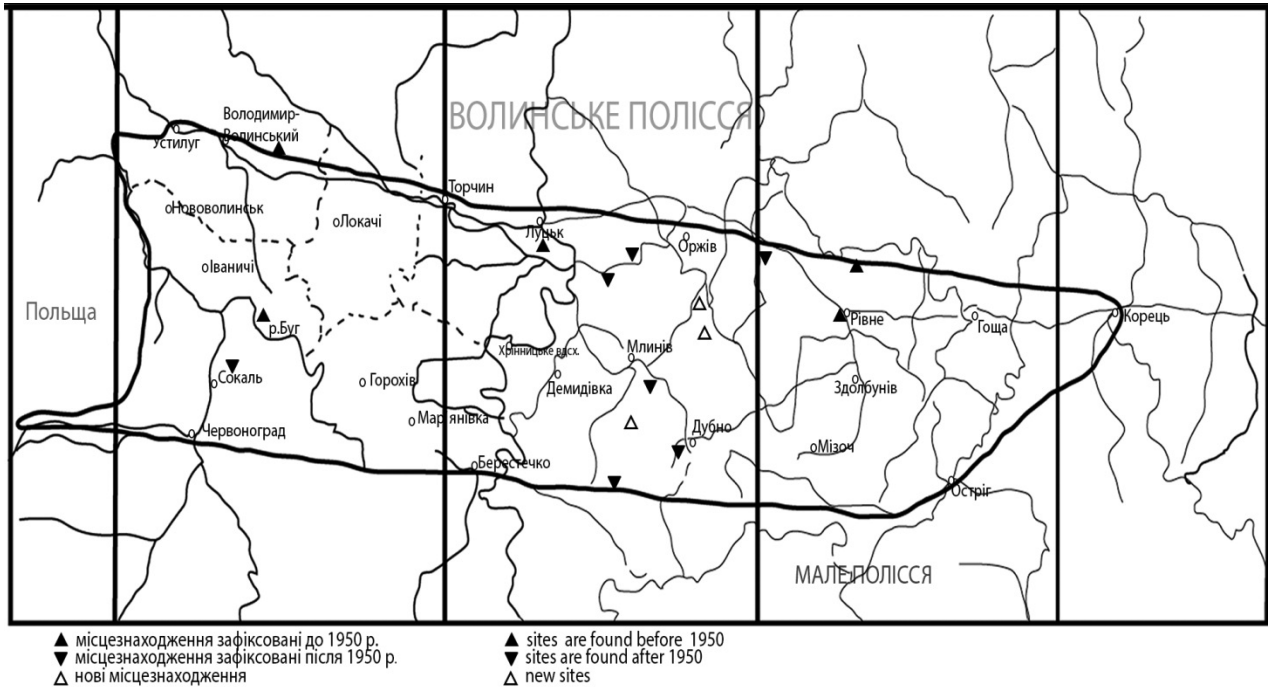 ВОЛИНСЬКЕ ПОЛІССЯ
Володимир-
Волинський
Устилуг
Торчин
Нововолинськ
Локачі
Луцьк
Оржів
Іваничі
Польща
р.Буг
Рівне
Гоща
Корець
Хрінницьке вдсх.
Млинів
Сокаль
Горохів
Демидівка
Здолбунів
Мар'янівка
Червоноград
Дубно
Мізоч
Берестечко
Остріг
МАЛЕ ПОЛІССЯ
місцезнаходження зафіксовані до 1950 р.
місцезнаходження зафіксовані після 1950 р.
нові місцезнаходження
sites are found before 1950
sites are found after 1950
new sites